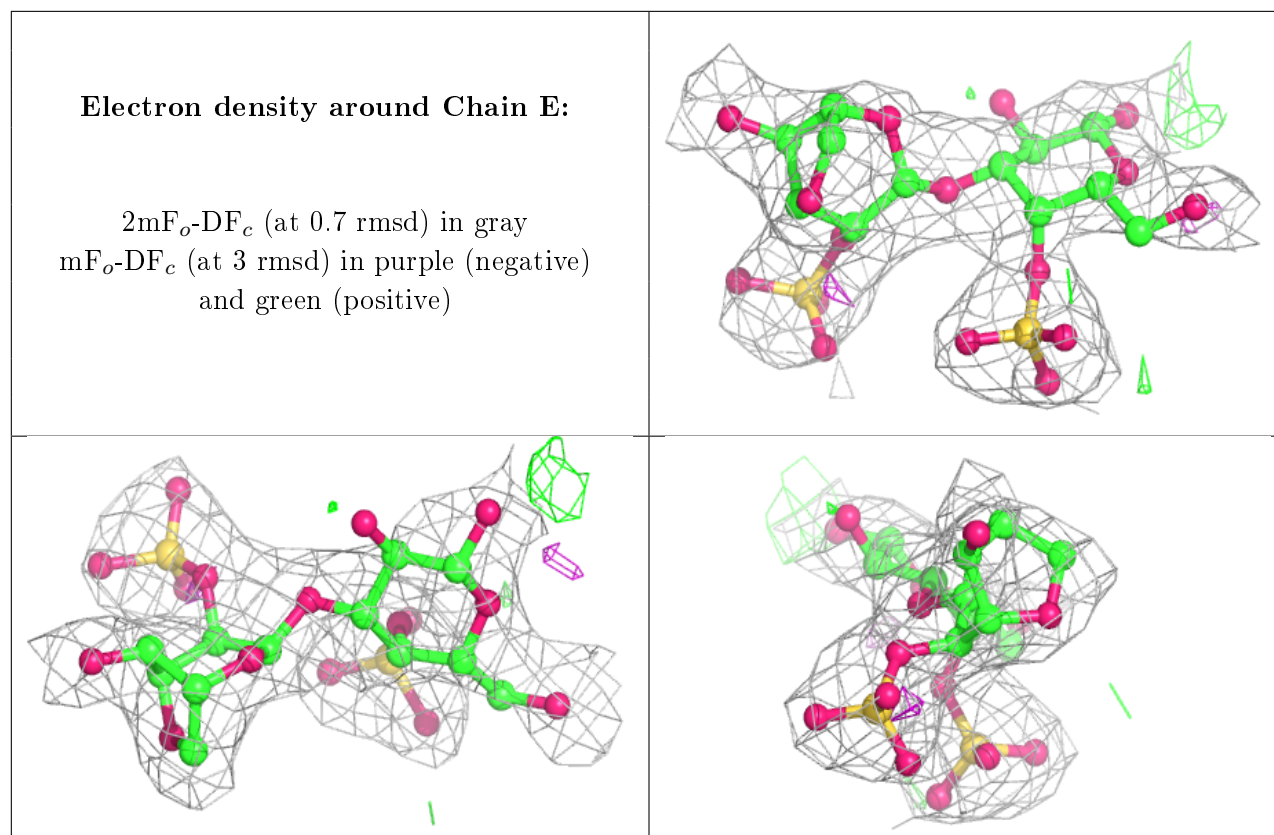 Electron density around Chain E:
2mFₒ-DF𝒸 (at 0.7 rmsd) in gray
mFₒ-DF𝒸 (at 3 rmsd) in purple (negative)
and green (positive)